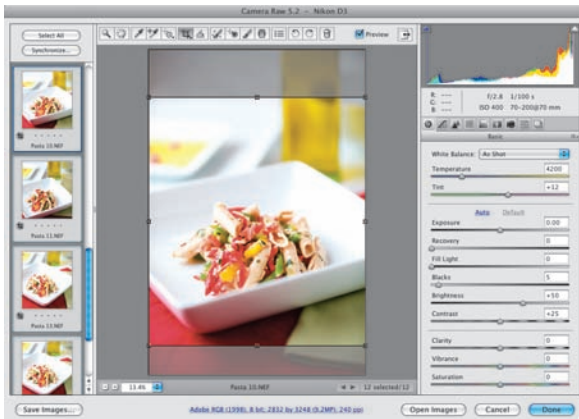 Camera Raw 5.2 - Nikon D3
Select All
Synchronize...
Preview
Pasta 10.NEF
Pasta 11.NEF
Pasta 12.NEF
Pasta 13.NEF
R: ---
G: ---
B: ---
f/2.8 1/100 s
ISO 400 70-200@70 mm
Basic
White Balance: As Shot
Temperature 4200
Tint +12
Auto Default
Exposure 0.00
Recovery 0
Fill Light 0
Blacks 5
Brightness +50
Contrast +25
Clarity 0
Vibrance 0
Saturation 0
13.4%
Pasta 10.NEF
12 selected/12
Save Images...
Adobe RGB (1998); 8 bit; 2832 by 3248 (9.2MP); 240 ppi
Open Images
Cancel
Done